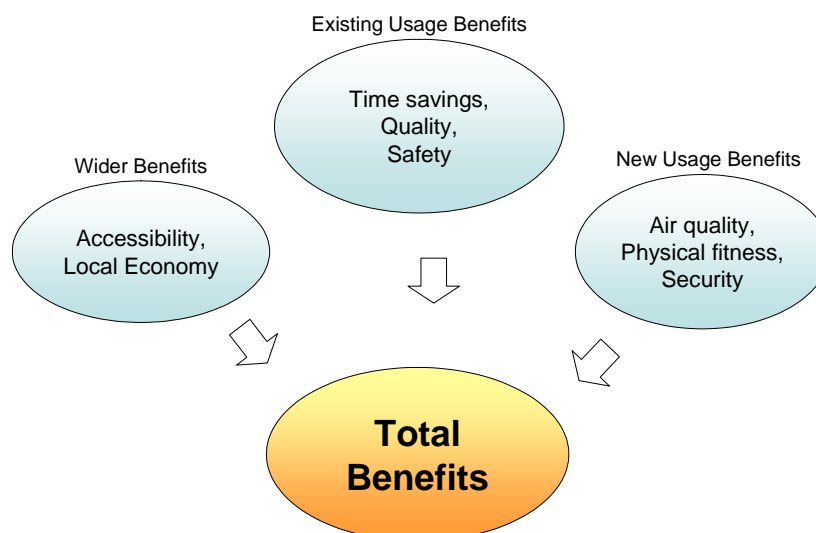 Existing Usage Benefits
Time savings,
Quality,
Safety
Wider Benefits
Accessibility,
Local Economy
New Usage Benefits
Air quality,
Physical fitness,
Security
Total
Benefits